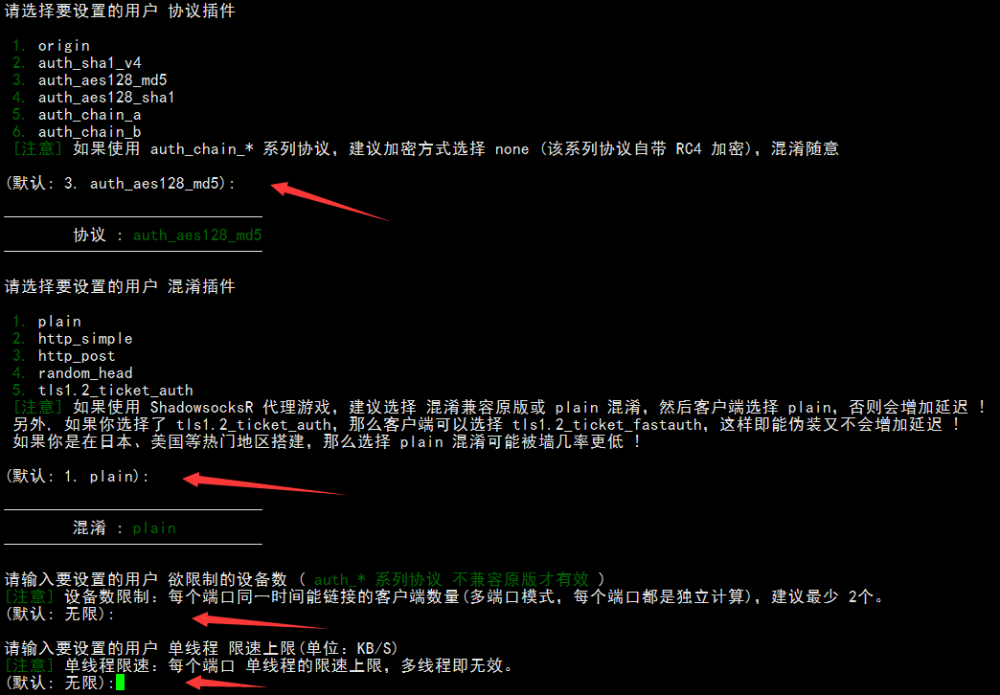 请选择要设置的用户 协议插件
1. origin
2. auth_sha1_v4
3. auth_aes128_md5
4. auth_aes128_sha1
5. auth_chain_a
6. auth_chain_b
[注意] 如果使用 auth_chain_* 系列协议，建议加密方式选择 none (该系列协议自带 RC4 加密)，混淆随意
(默认: 3. auth_aes128_md5):
协议 : auth_aes128_md5
请选择要设置的用户 混淆插件
1. plain
2. http_simple
3. http_post
4. random_head
5. tls1.2_ticket_auth
[注意] 如果使用 ShadowsocksR 代理游戏，建议选择 混淆兼容原版或 plain 混淆，然后客户端选择 plain，否则会增加延迟 !
另外, 如果你选择了 tls1.2_ticket_auth，那么客户端可以选择 tls1.2_ticket_fastauth，这样即能伪装又不会增加延迟 !
如果你是在日本、美国等热门地区搭建，那么选择 plain 混淆可能被墙几率更低 !
(默认: 1. plain):
混淆 : plain
请输入要设置的用户 欲限制的设备数 ( auth_* 系列协议 不兼容原版才有效 )
[注意] 设备数限制：每个端口同一时间能链接的客户端数量(多端口模式，每个端口都是独立计算)，建议最少 2个。
(默认: 无限):
请输入要设置的用户 单线程 限速上限(单位：KB/S)
[注意] 单线程限速：每个端口 单线程的限速上限，多线程即无效。
(默认: 无限):